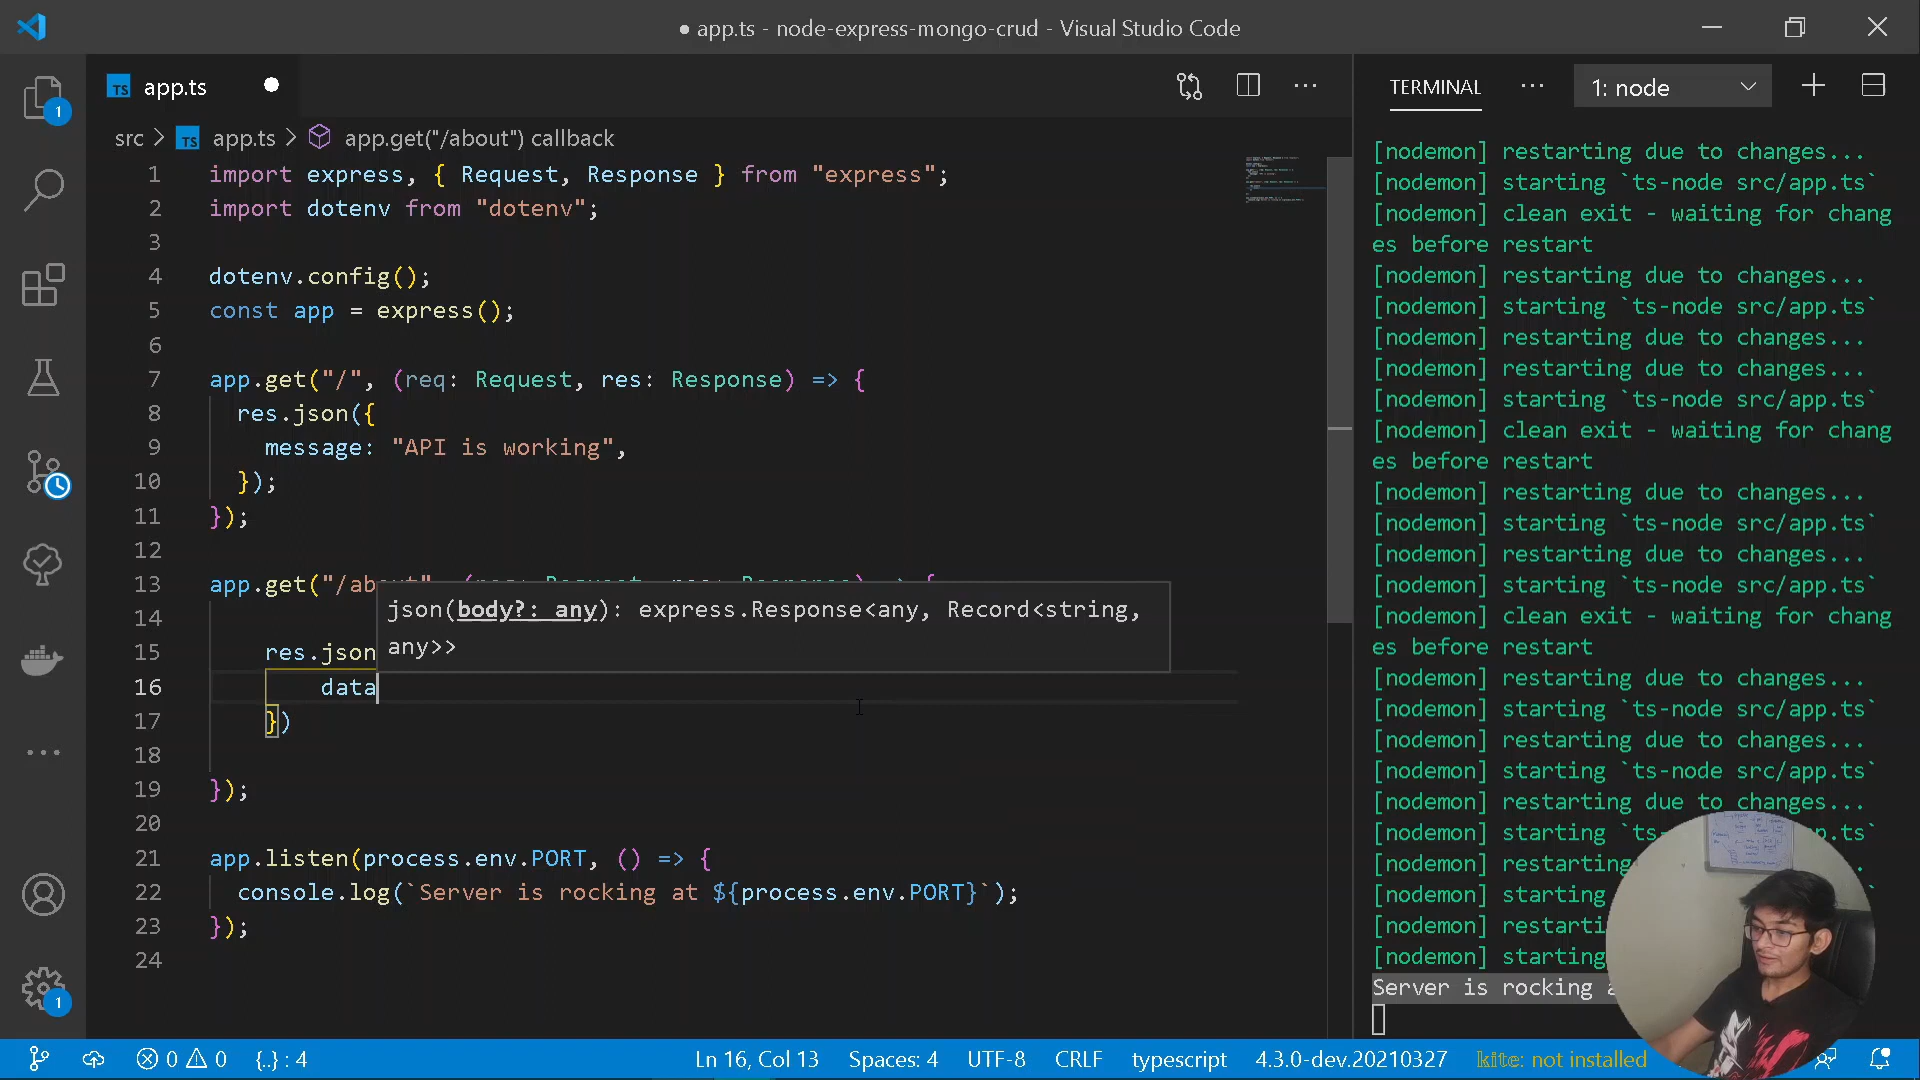 ● app.ts - node-express-mongo-crud - Visual Studio Code
TS app.ts
1
src > TS app.ts > app.get("/about") callback
1 import express, { Request, Response } from "express";
2 import dotenv from "dotenv";
3
4 dotenv.config();
5 const app = express();
6
7 app.get("/", (req: Request, res: Response) => {
8 res.json({
9 message: "API is working",
10 });
11 });
12
13 app.get("/about", (req: Request, res: Response) => {
json(body?: any): express.Response<any, Record<string,
any>>
14
15 res.json
16 data
17 })
18
19 });
20
21 app.listen(process.env.PORT, () => {
22 console.log(`Server is rocking at ${process.env.PORT}`);
23 });
24
1
TERMINAL ··· 1: node
[nodemon] restarting due to changes...
[nodemon] starting `ts-node src/app.ts`
[nodemon] clean exit - waiting for chang
es before restart
[nodemon] restarting due to changes...
[nodemon] starting `ts-node src/app.ts`
[nodemon] restarting due to changes...
[nodemon] restarting due to changes...
[nodemon] starting `ts-node src/app.ts`
[nodemon] clean exit - waiting for chang
es before restart
[nodemon] restarting due to changes...
[nodemon] starting `ts-node src/app.ts`
[nodemon] restarting due to changes...
[nodemon] starting `ts-node src/app.ts`
[nodemon] clean exit - waiting for chang
es before restart
[nodemon] restarting due to changes...
[nodemon] starting `ts-node src/app.ts`
[nodemon] restarting due to changes...
[nodemon] starting `ts-node src/app.ts`
[nodemon] restarting due to changes...
[nodemon] starting `ts- pp.ts`
[nodemon] restarting .
[nodemon] starting `
[nodemon] restarti
[nodemon] starting
Server is rocking a
0 0 {..} : 4 Ln 16, Col 13 Spaces: 4 UTF-8 CRLF typescript 4.3.0-dev.20210327 kite: not installed